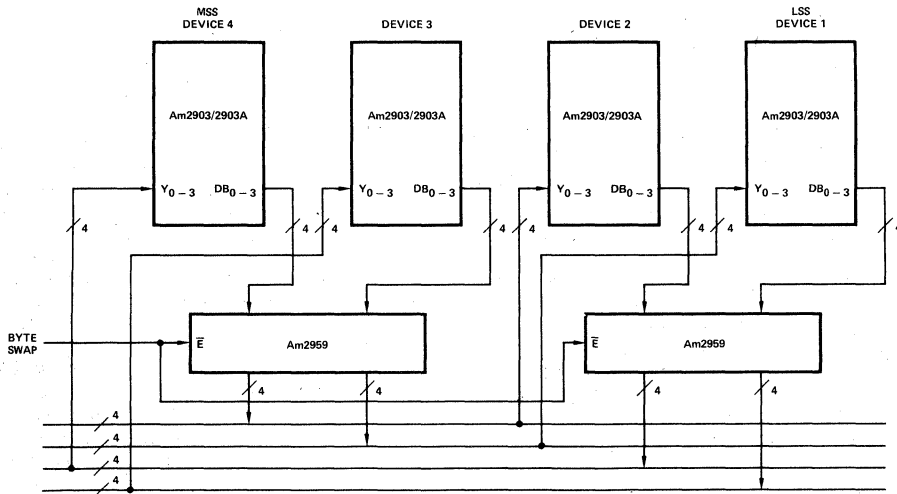 MSS
DEVICE 4
DEVICE 3
DEVICE 2
LSS
DEVICE 1
Am2903/2903A
Am2903/2903A
Am2903/2903A
Am2903/2903A
Y0–3 DB0–3
Y0–3 DB0–3
Y0–3 DB0–3
Y0–3 DB0–3
4
4
4
4
4
4
4
4
BYTE
SWAP
E̅
Am2959
E̅
Am2959
4
4
4
4
4
4
4
4